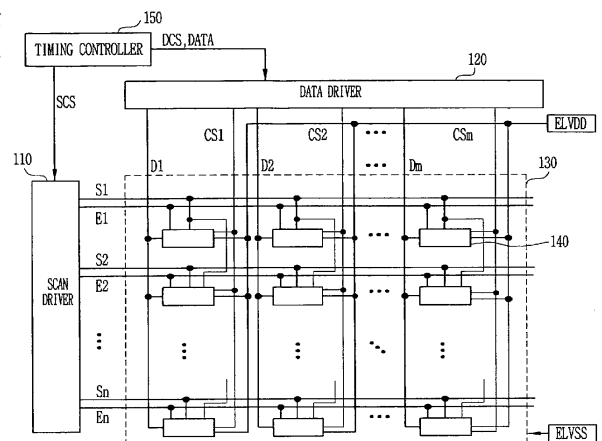 150
TIMING CONTROLLER
DCS,DATA
120
DATA DRIVER
SCS
CS1
CS2
CSm
ELVDD
110
D1
D2
Dm
130
S1
E1
140
S2
E2
SCAN
DRIVER
Sn
En
ELVSS